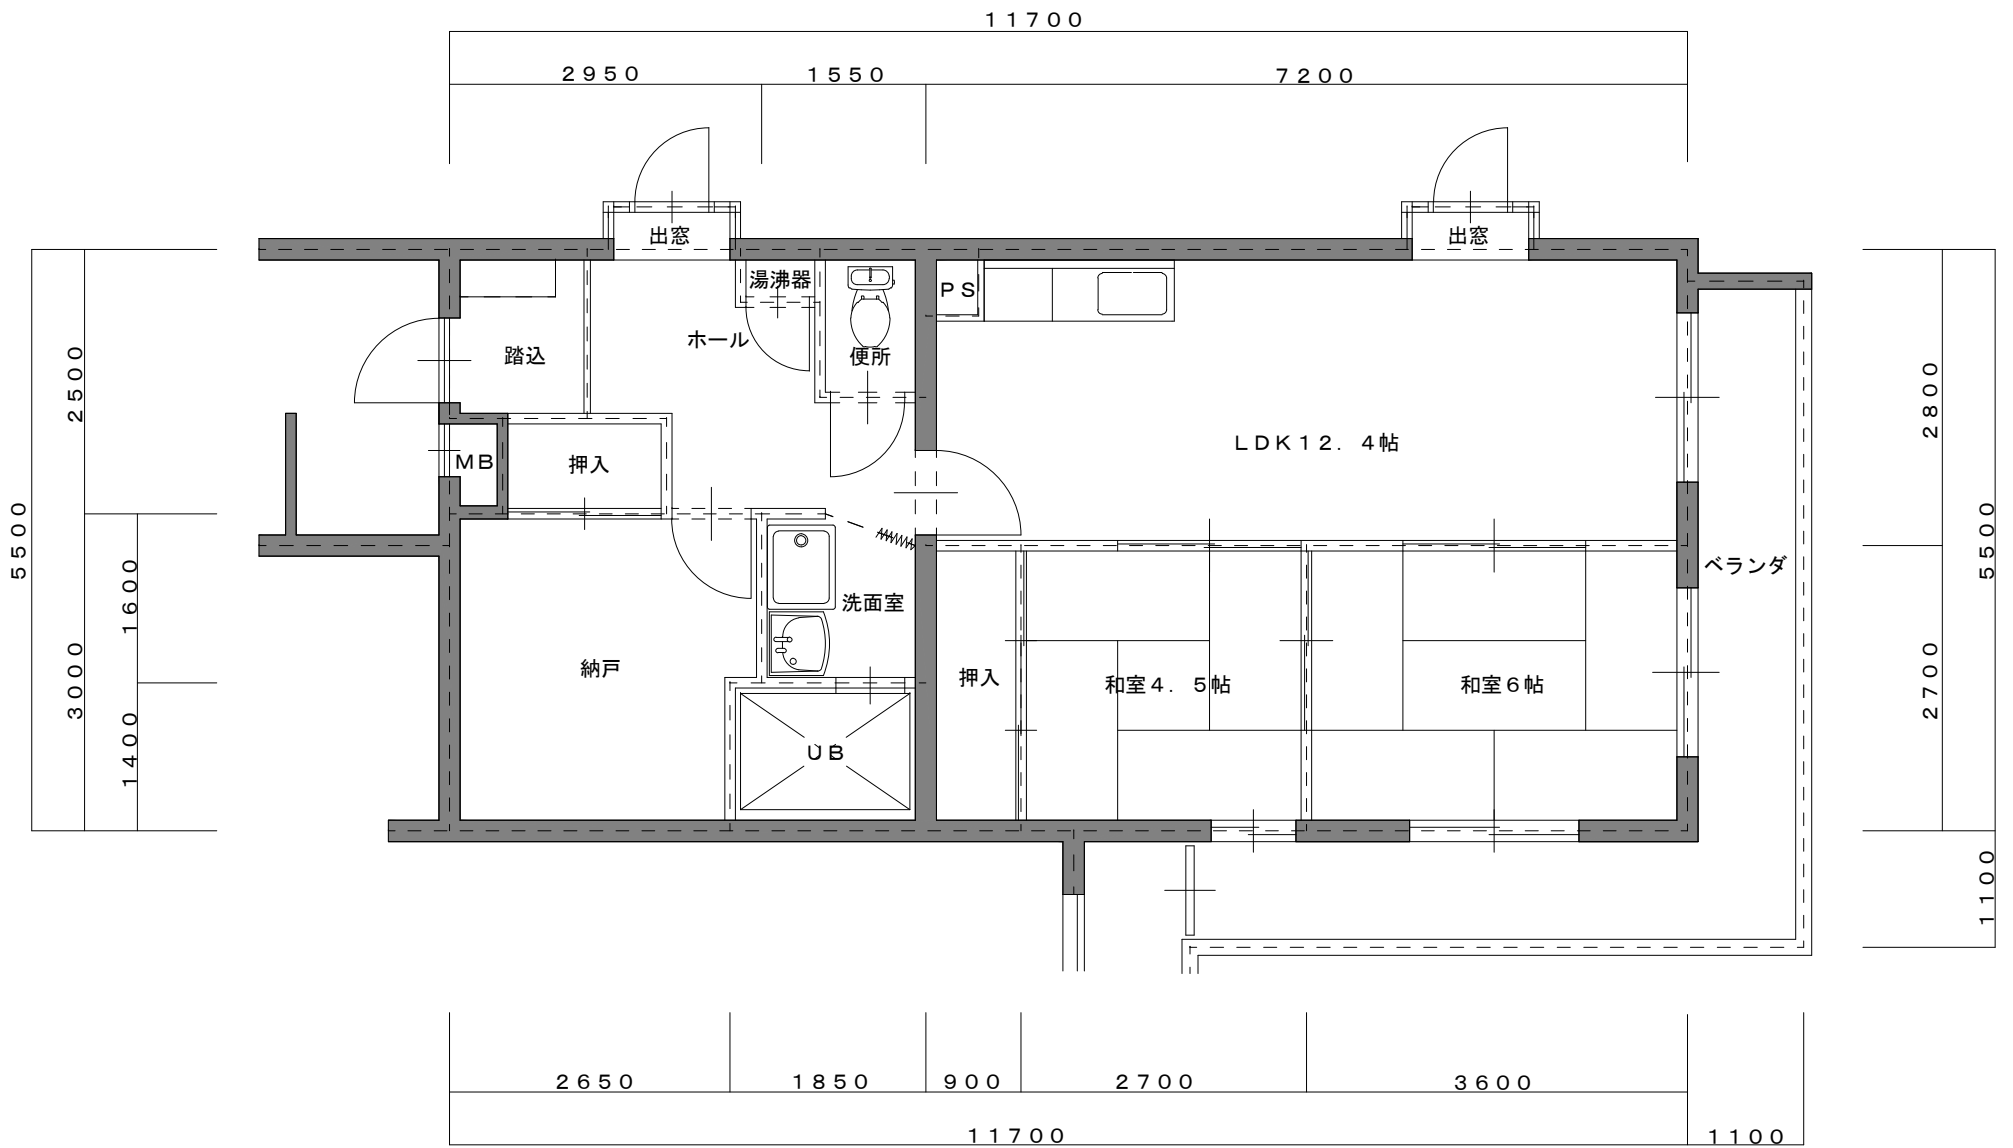 11700
2950
1550
7200
出窓
出窓
湯沸器
PS
ホール
踏込
便所
2500
2800
LDK12.4帖
MB
押入
5500
5500
ベランダ
1600
洗面室
納戸
押入
和室4.5帖
和室6帖
3000
2700
1400
UB
1100
2650
1850
900
2700
3600
11700
1100